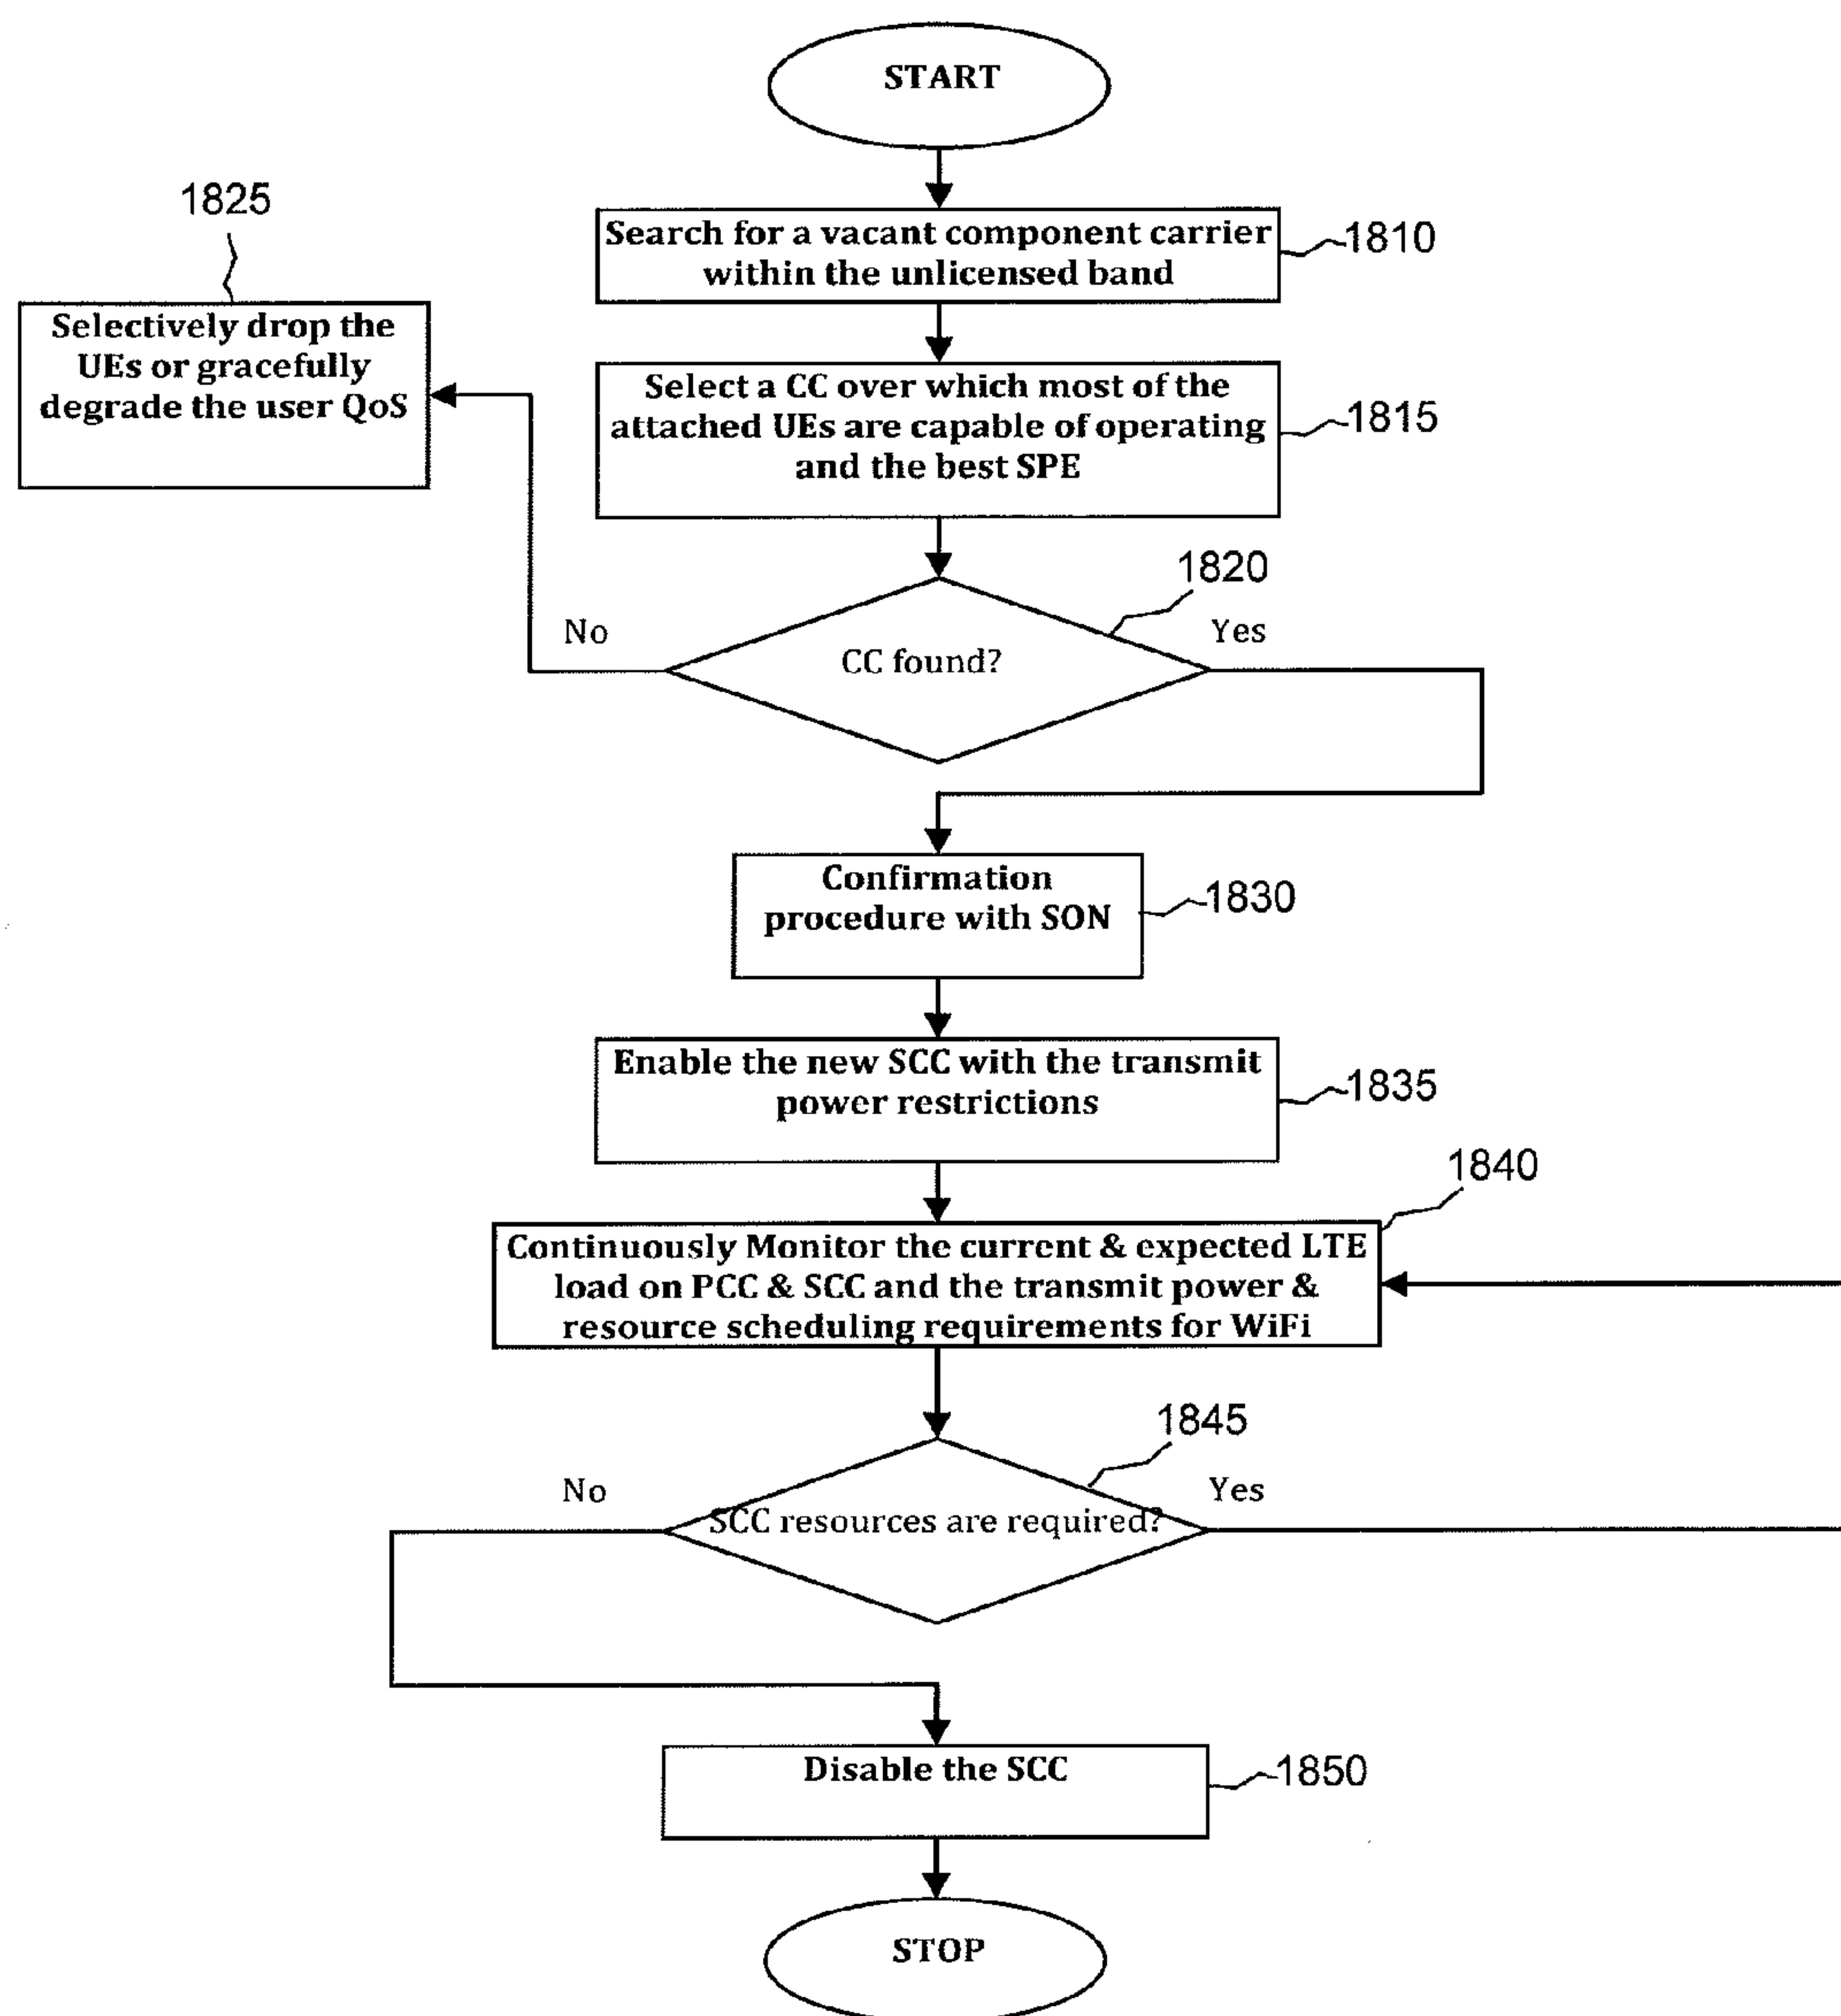 START
1825
Search for a vacant component carrier
within the unlicensed band
1810
Selectively drop the
UEs or gracefully
degrade the user QoS
Select a CC over which most of the
attached UEs are capable of operating
and the best SPE
1815
1820
No
Yes
CC found?
Confirmation
procedure with SON
1830
Enable the new SCC with the transmit
power restrictions
1835
1840
Continuously Monitor the current & expected LTE
load on PCC & SCC and the transmit power &
resource scheduling requirements for WiFi
1845
No
Yes
SCC resources are required?
Disable the SCC
1850
STOP